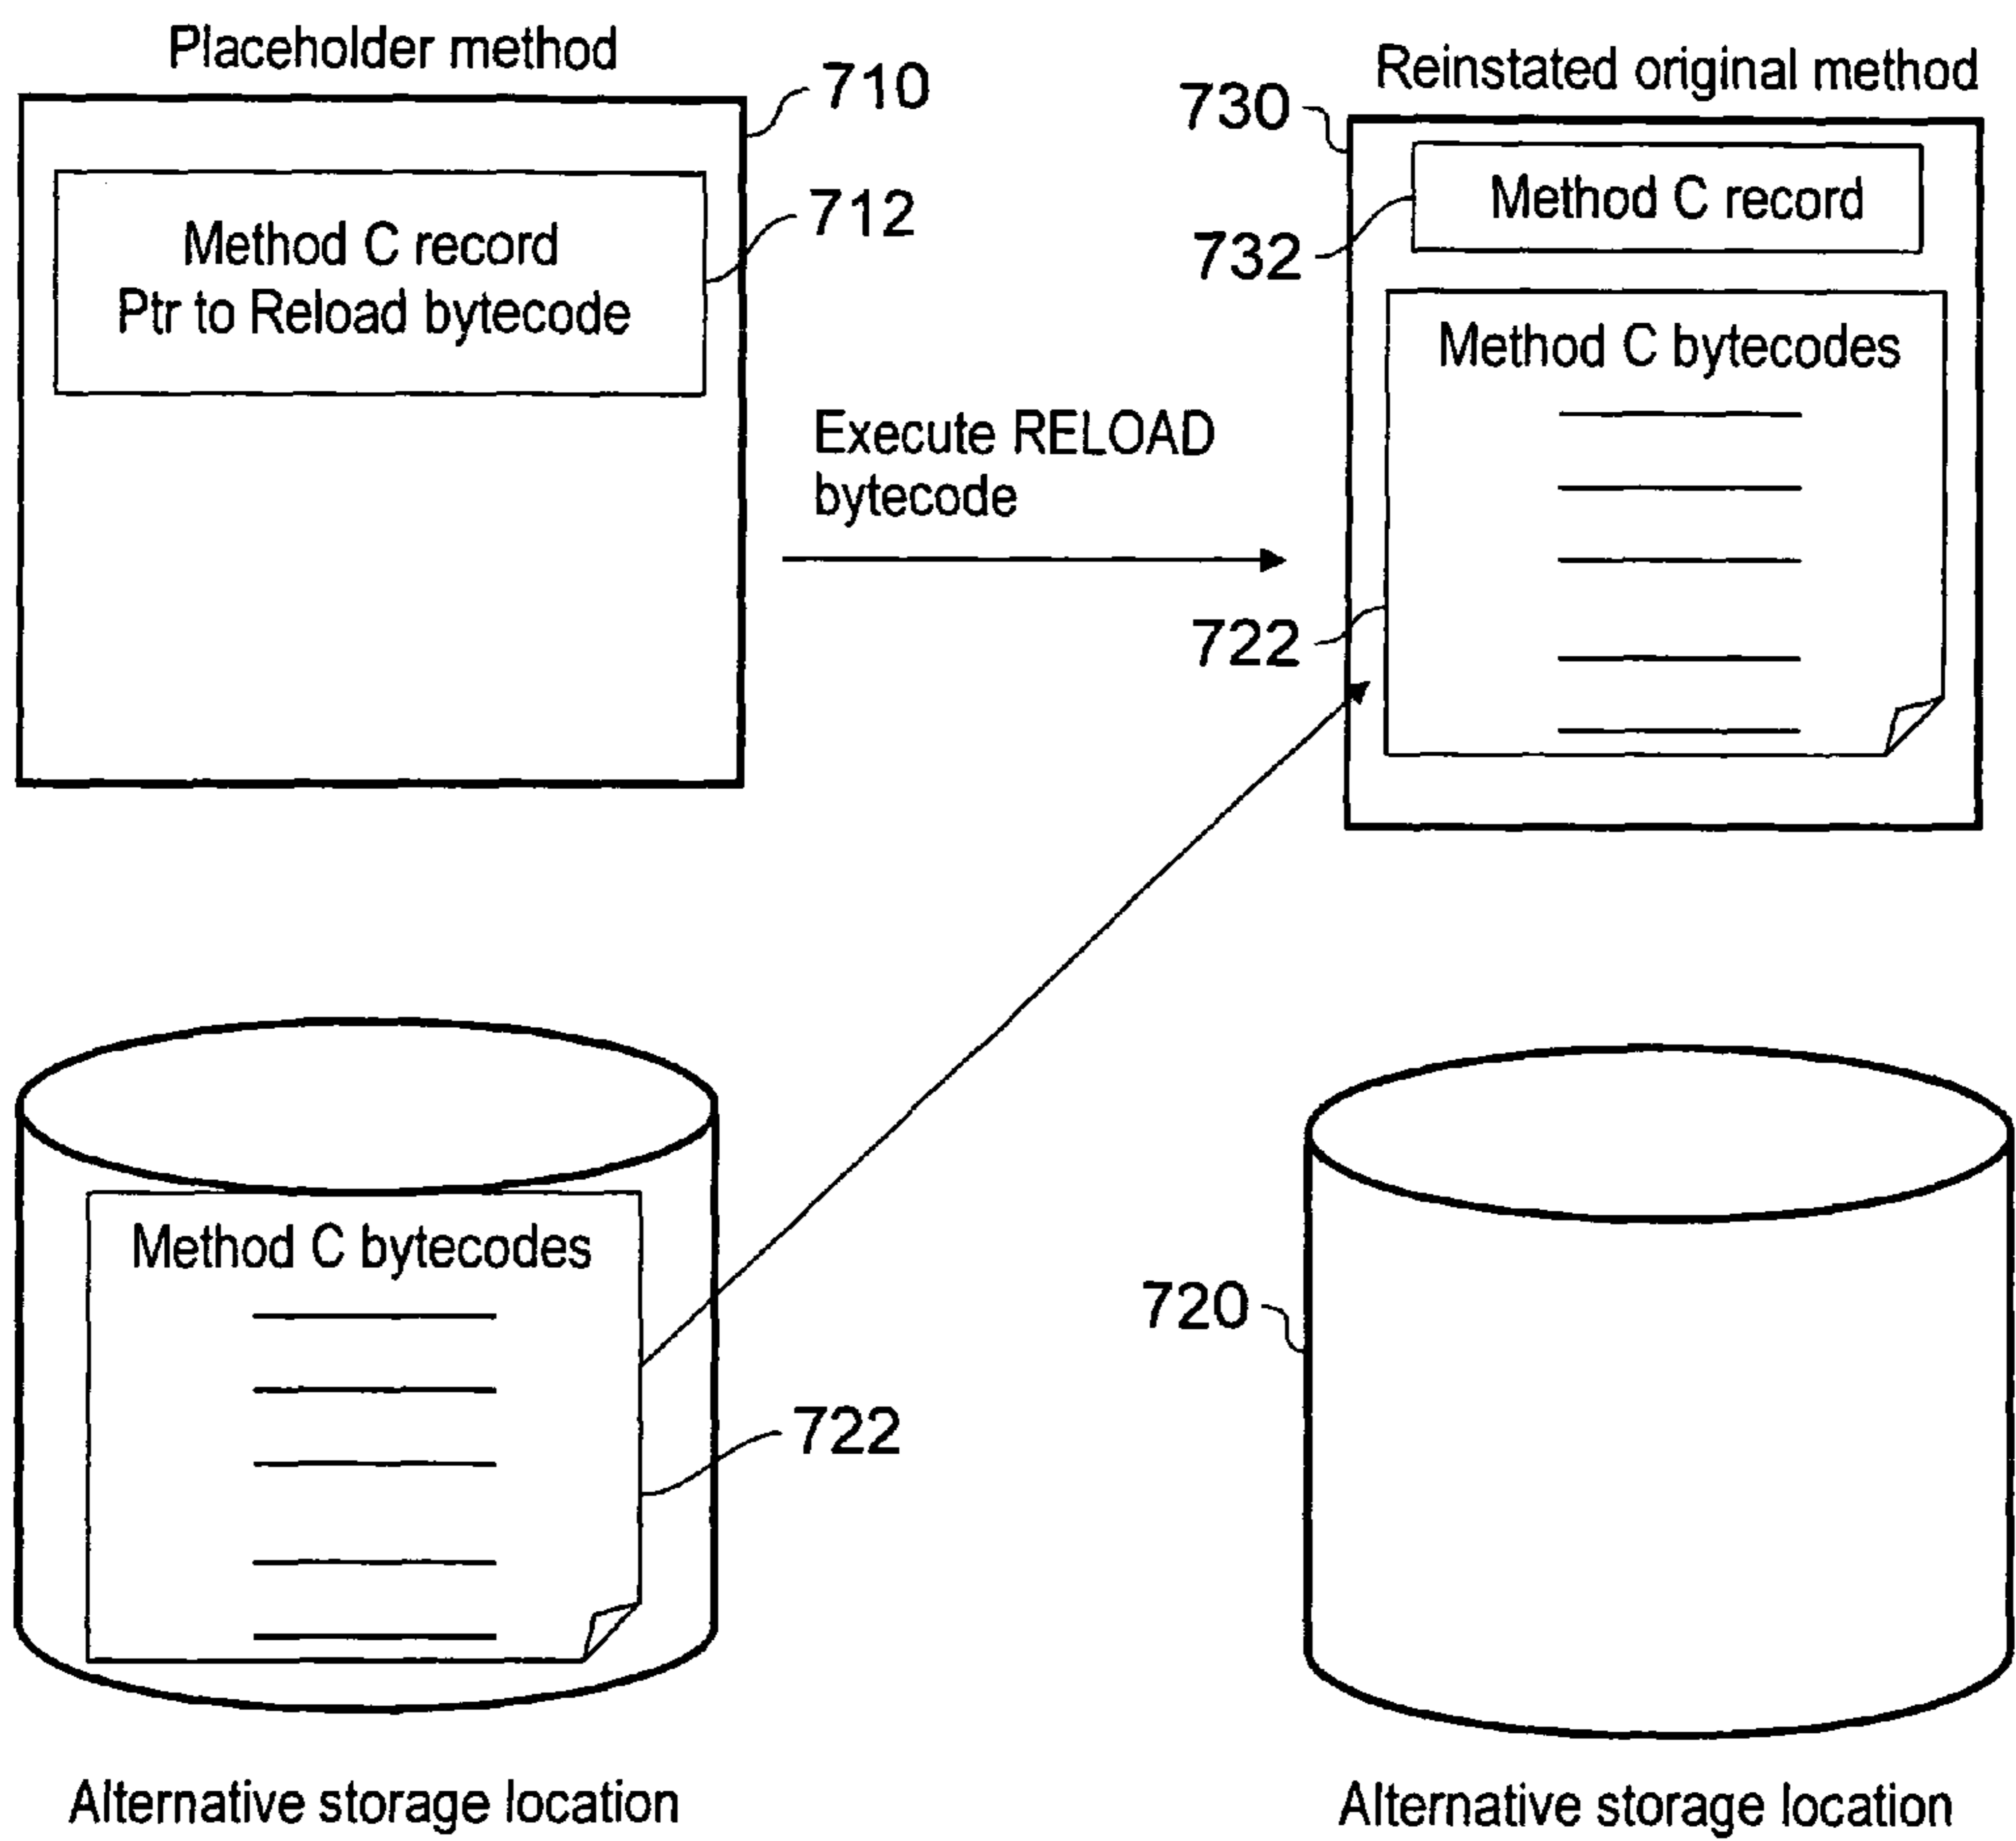 Placeholder method
710
Method C record
Ptr to Reload bytecode
712
Execute RELOAD
bytecode
Reinstated original method
730
Method C record
732
Method C bytecodes
722
Method C bytecodes
722
Alternative storage location
720
Alternative storage location